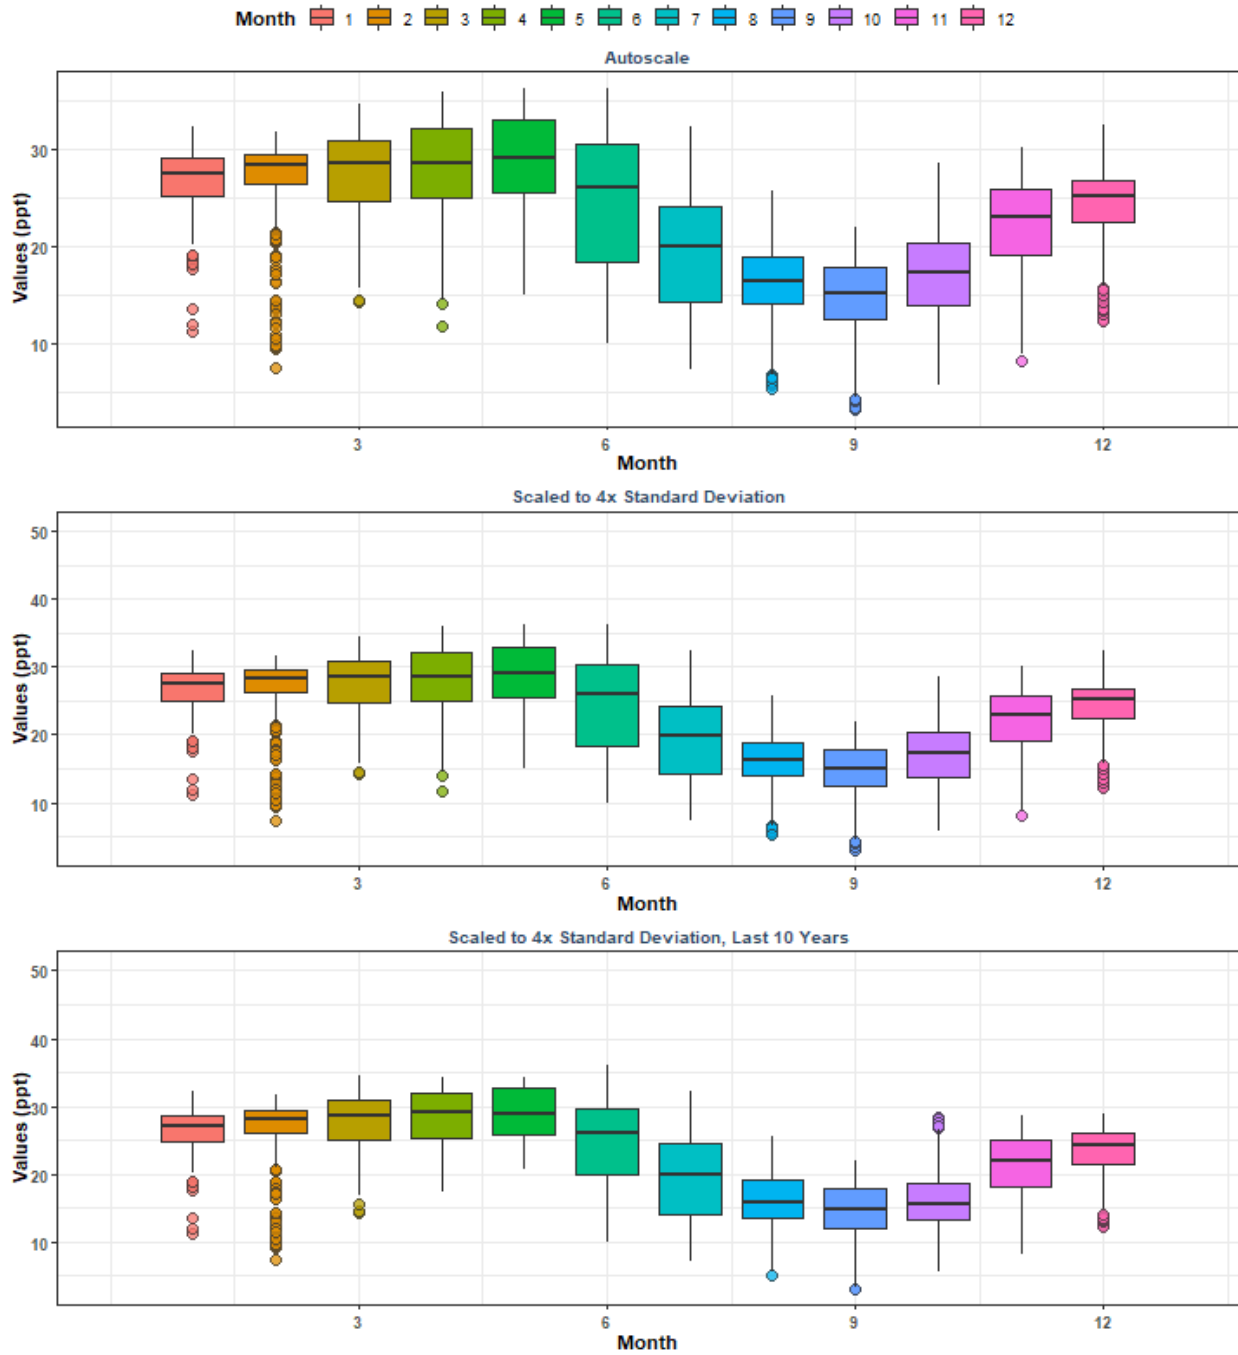 Month 1 2 3 4 5 6 7 8 9 10 11 12
Autoscale
Values (ppt)
30
20
10
3 6 9 12
Month
Scaled to 4x Standard Deviation
Values (ppt)
50
40
30
20
10
3 6 9 12
Month
Scaled to 4x Standard Deviation, Last 10 Years
Values (ppt)
50
40
30
20
10
3 6 9 12
Month